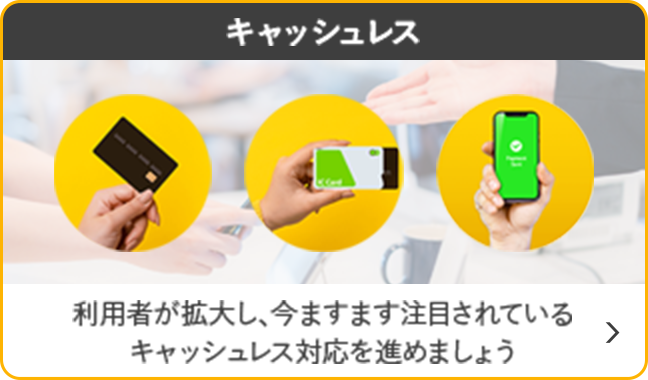 キャッシュレス
IC Card
利用者が拡大し、今ますます注目されている
キャッシュレス対応を進めましょう